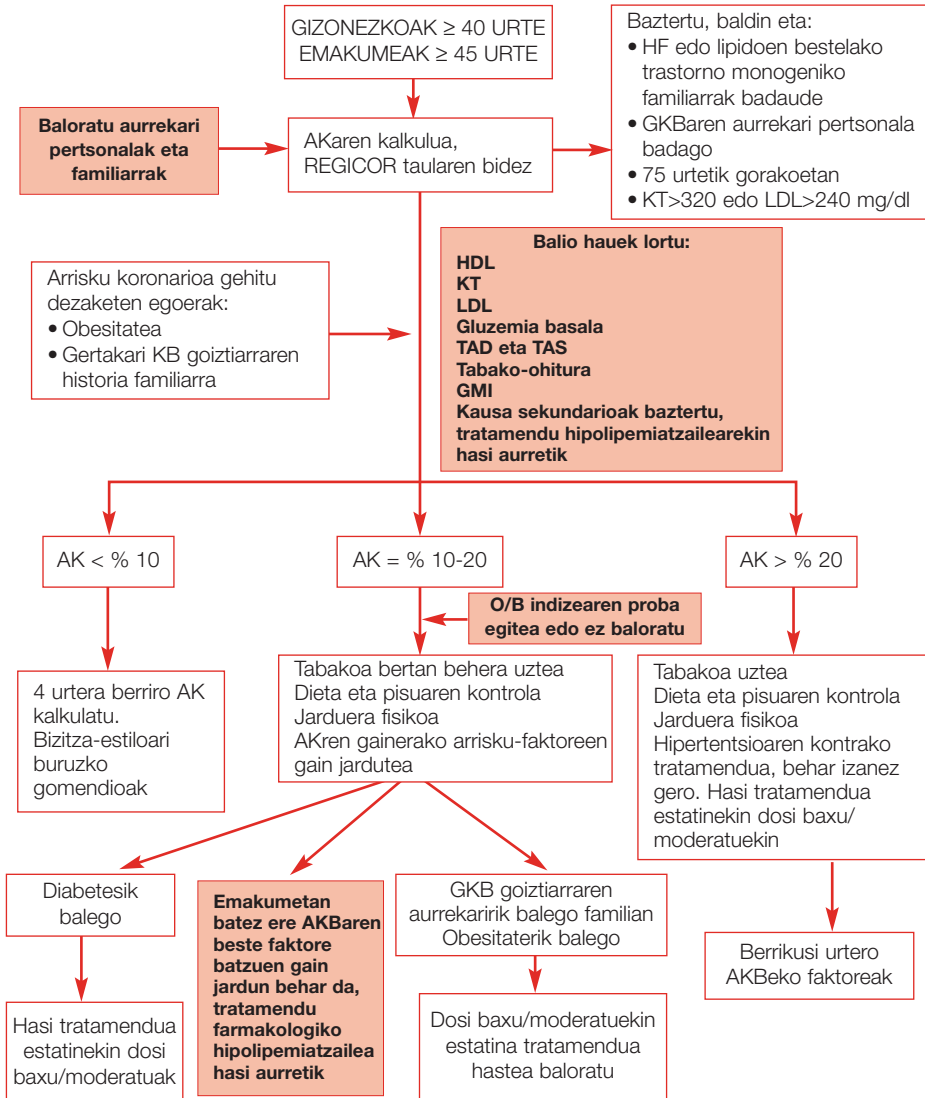 GIZONEZKOAK ≥ 40 URTE
EMAKUMEAK ≥ 45 URTE
Baztertu, baldin eta:
• HF edo lipidoen bestelako
trastorno monogeniko
familiarrak badaude
• GKBaren aurrekari pertsonala
badago
• 75 urtetik gorakoetan
• KT>320 edo LDL>240 mg/dl
Baloratu aurrekari
pertsonalak eta
familiarrak
AKaren kalkulua,
REGICOR taularen bidez
Balio hauek lortu:
HDL
KT
LDL
Gluzemia basala
TAD eta TAS
Tabako-ohitura
GMI
Kausa sekundarioak baztertu,
tratamendu hipolipemiatzailearekin
hasi aurretik
Arrisku koronarioa gehitu
dezaketen egoerak:
• Obesitatea
• Gertakari KB goiztiarraren
historia familiarra
AK < % 10
AK = % 10-20
AK > % 20
O/B indizearen proba
egitea edo ez baloratu
4 urtera berriro AK
kalkulatu.
Bizitza-estiloari
buruzko
gomendioak
Tabakoa bertan behera uztea
Dieta eta pisuaren kontrola
Jarduera fisikoa
AKren gainerako arrisku-faktoreen
gain jardutea
Tabakoa uztea
Dieta eta pisuaren kontrola
Jarduera fisikoa
Hipertentsioaren kontrako
tratamendua, behar izanez
gero. Hasi tratamendua
estatinekin dosi baxu/
moderatuekin
Diabetesik
balego
Emakumetan
batez ere AKBaren
beste faktore
batzuen gain
jardun behar da,
tratamendu
farmakologiko
hipolipemiatzailea
hasi aurretik
GKB goiztiarraren
aurrekaririk balego familian
Obesitaterik balego
Berrikusi urtero
AKBeko faktoreak
Hasi tratamendua
estatinekin dosi
baxu/moderatuak
Dosi baxu/moderatuekin
estatina tratamendua
hastea baloratu